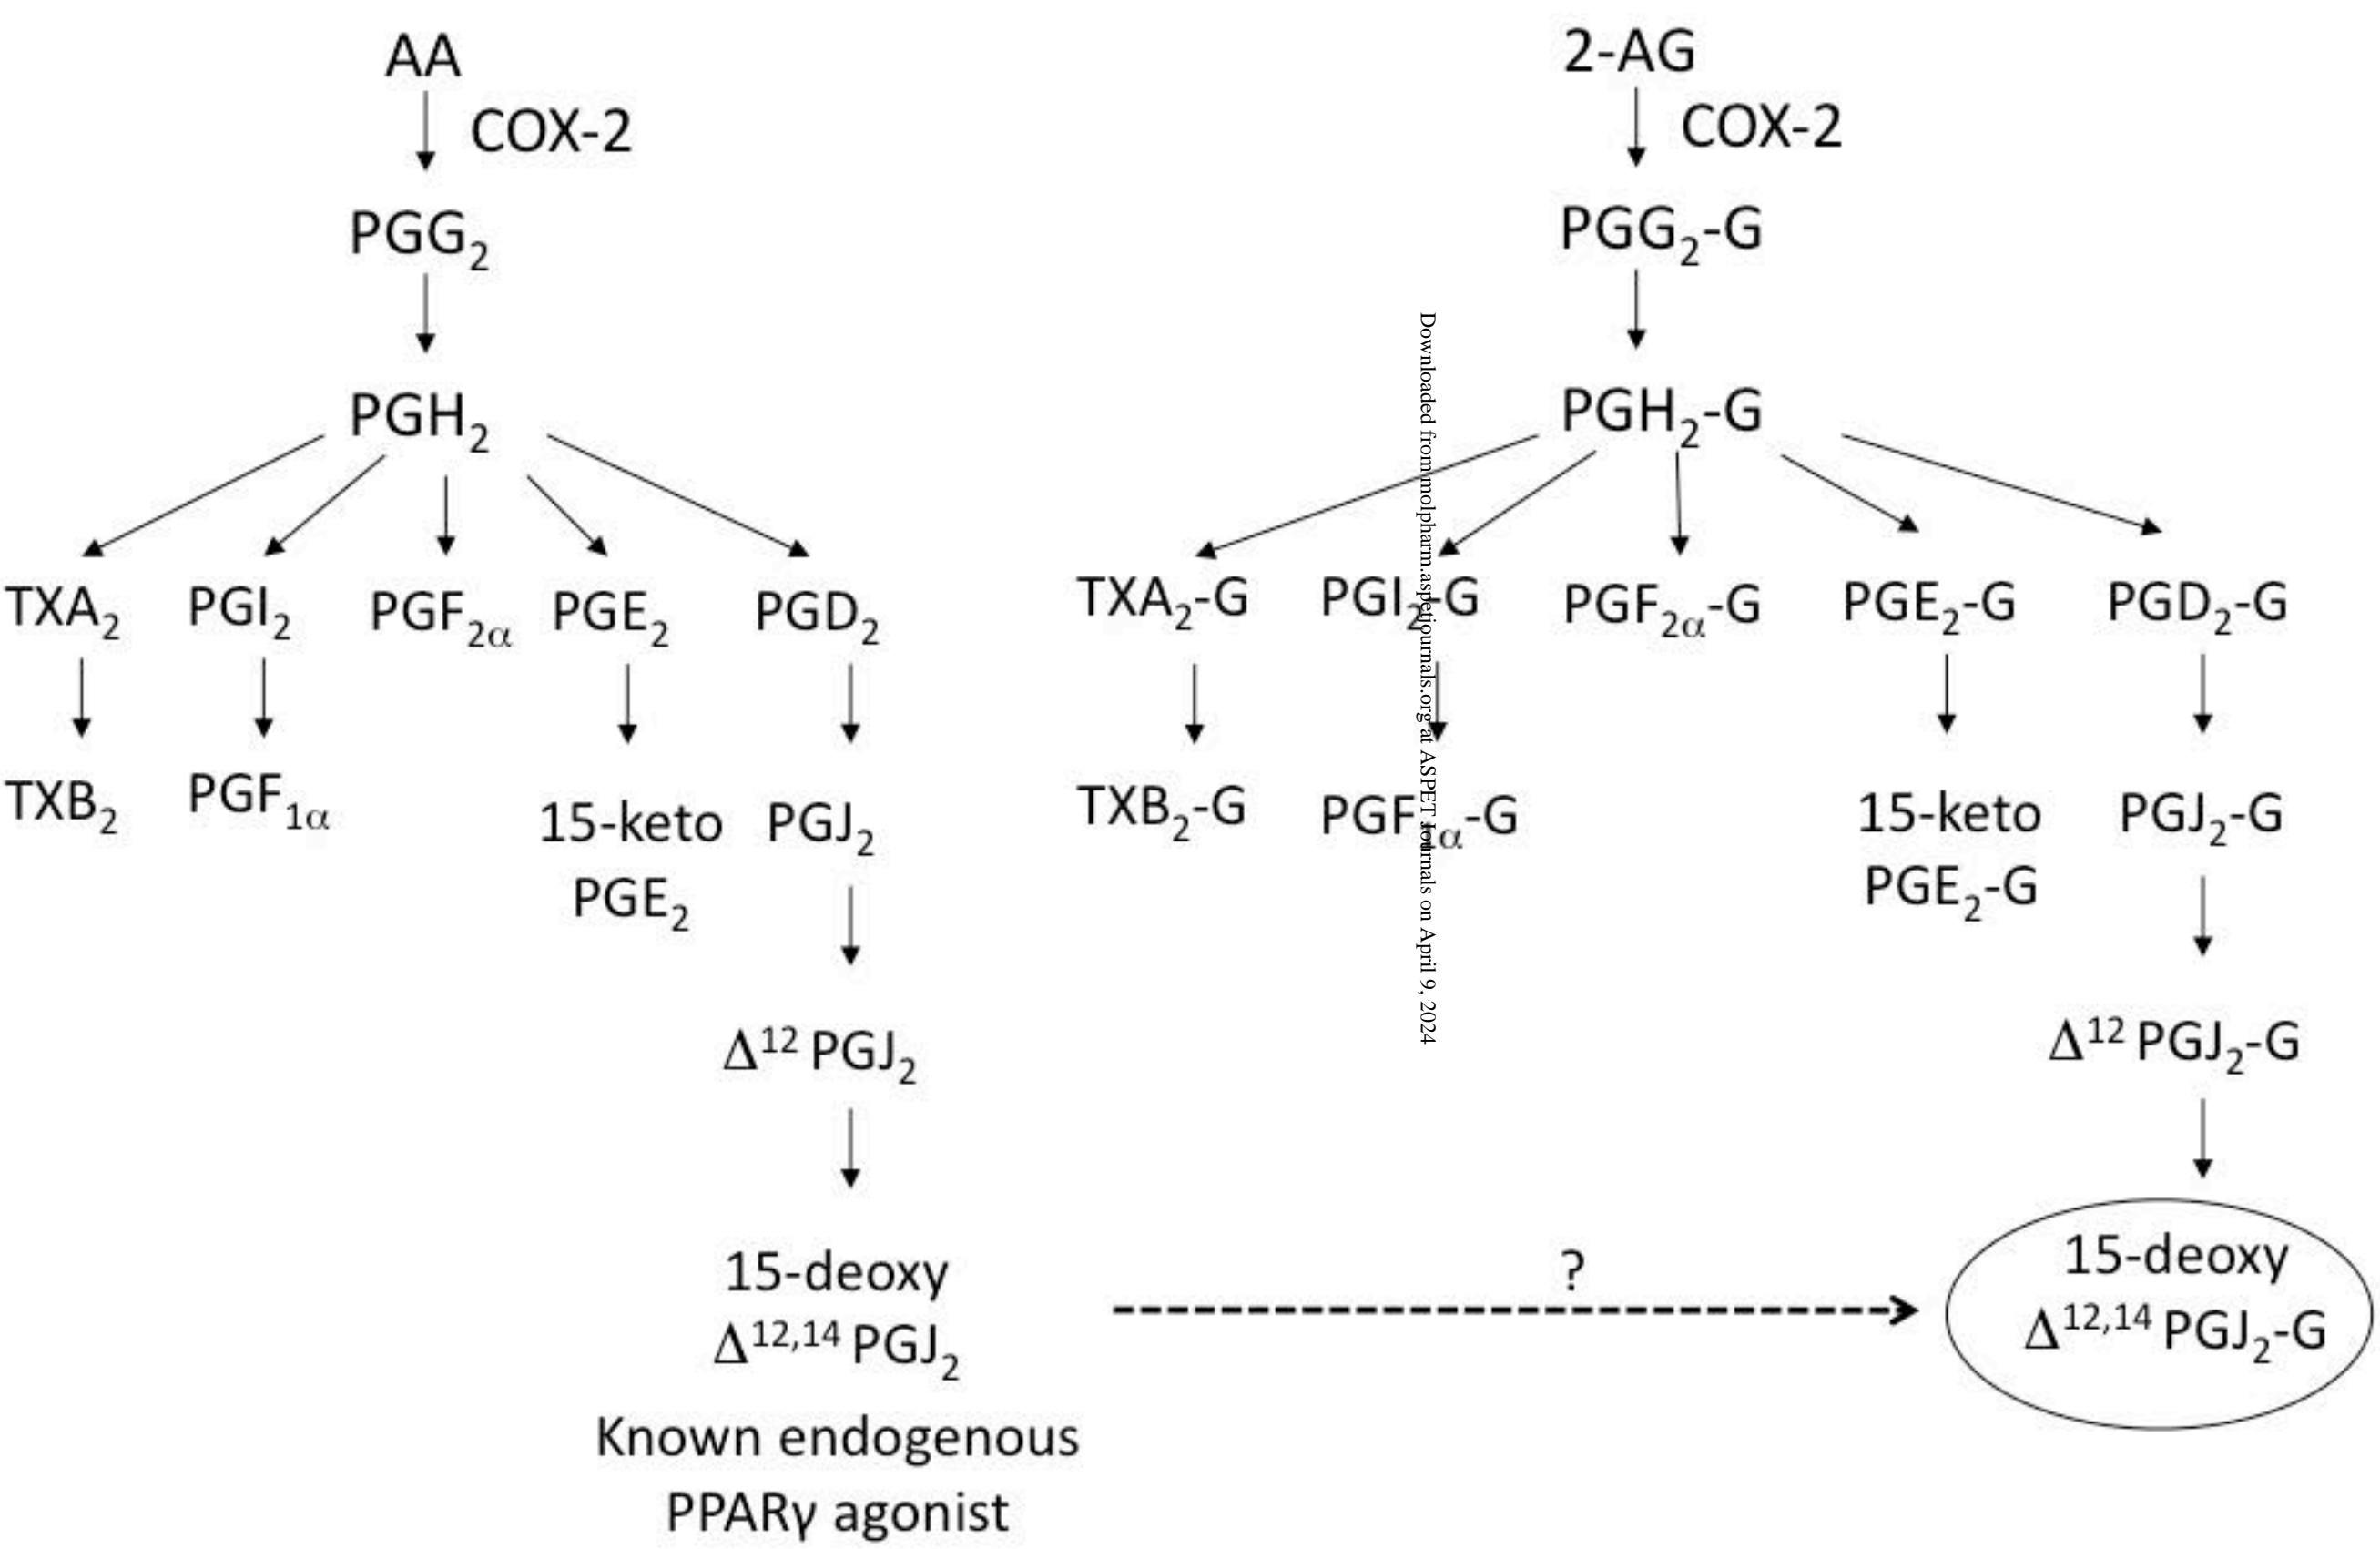 AA
COX-2
PGG₂
PGH₂
TXA₂ PGI₂ PGF₂α PGE₂ PGD₂
TXB₂ PGF₁α 15-keto PGJ₂
PGE₂
Δ¹² PGJ₂
15-deoxy
Δ¹²,¹⁴ PGJ₂
Known endogenous
PPARγ agonist
?
2-AG
COX-2
PGG₂-G
PGH₂-G
TXA₂-G PGI₂-G PGF₂α-G PGE₂-G PGD₂-G
TXB₂-G PGF₁α-G 15-keto PGJ₂-G
PGE₂-G
Δ¹² PGJ₂-G
15-deoxy
Δ¹²,¹⁴ PGJ₂-G
Downloaded from molpharm.aspetjournals.org at ASPET Journals on April 9, 2024